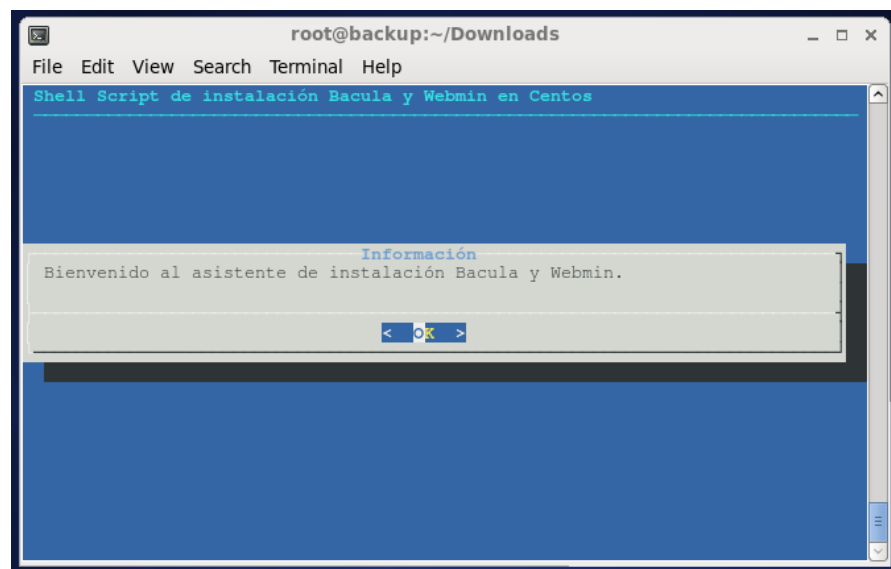 root@backup:~/Downloads
File Edit View Search Terminal Help
Shell Script de instalación Bacula y Webmin en Centos
Información
Bienvenido al asistente de instalación Bacula y Webmin.
< OK >